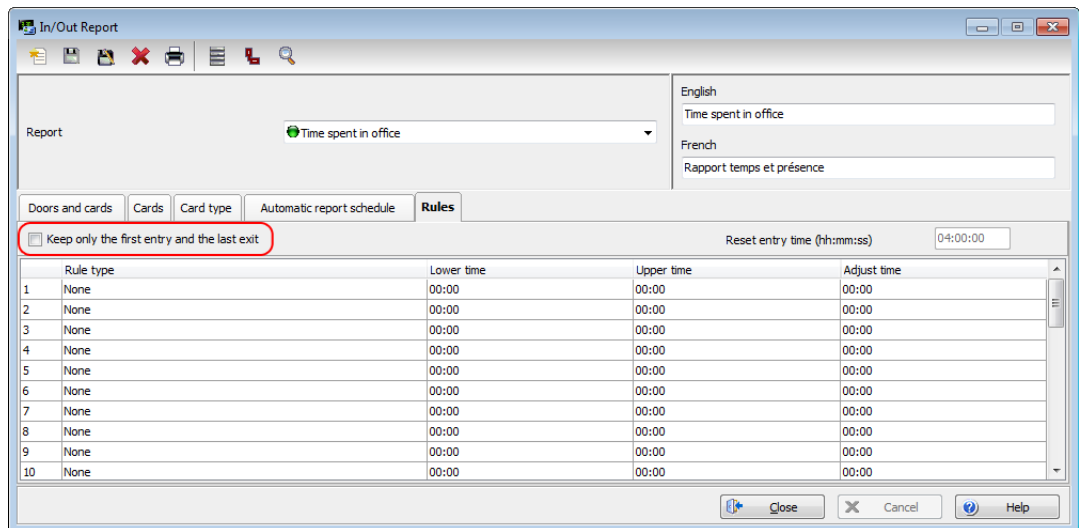 In/Out Report
English
Time spent in office
Report Time spent in office
French
Rapport temps et présence
Doors and cards Cards Card type Automatic report schedule Rules
Keep only the first entry and the last exit Reset entry time (hh:mm:ss) 04:00:00
Rule type Lower time Upper time Adjust time
1 None 00:00 00:00 00:00
2 None 00:00 00:00 00:00
3 None 00:00 00:00 00:00
4 None 00:00 00:00 00:00
5 None 00:00 00:00 00:00
6 None 00:00 00:00 00:00
7 None 00:00 00:00 00:00
8 None 00:00 00:00 00:00
9 None 00:00 00:00 00:00
10 None 00:00 00:00 00:00
Close Cancel Help